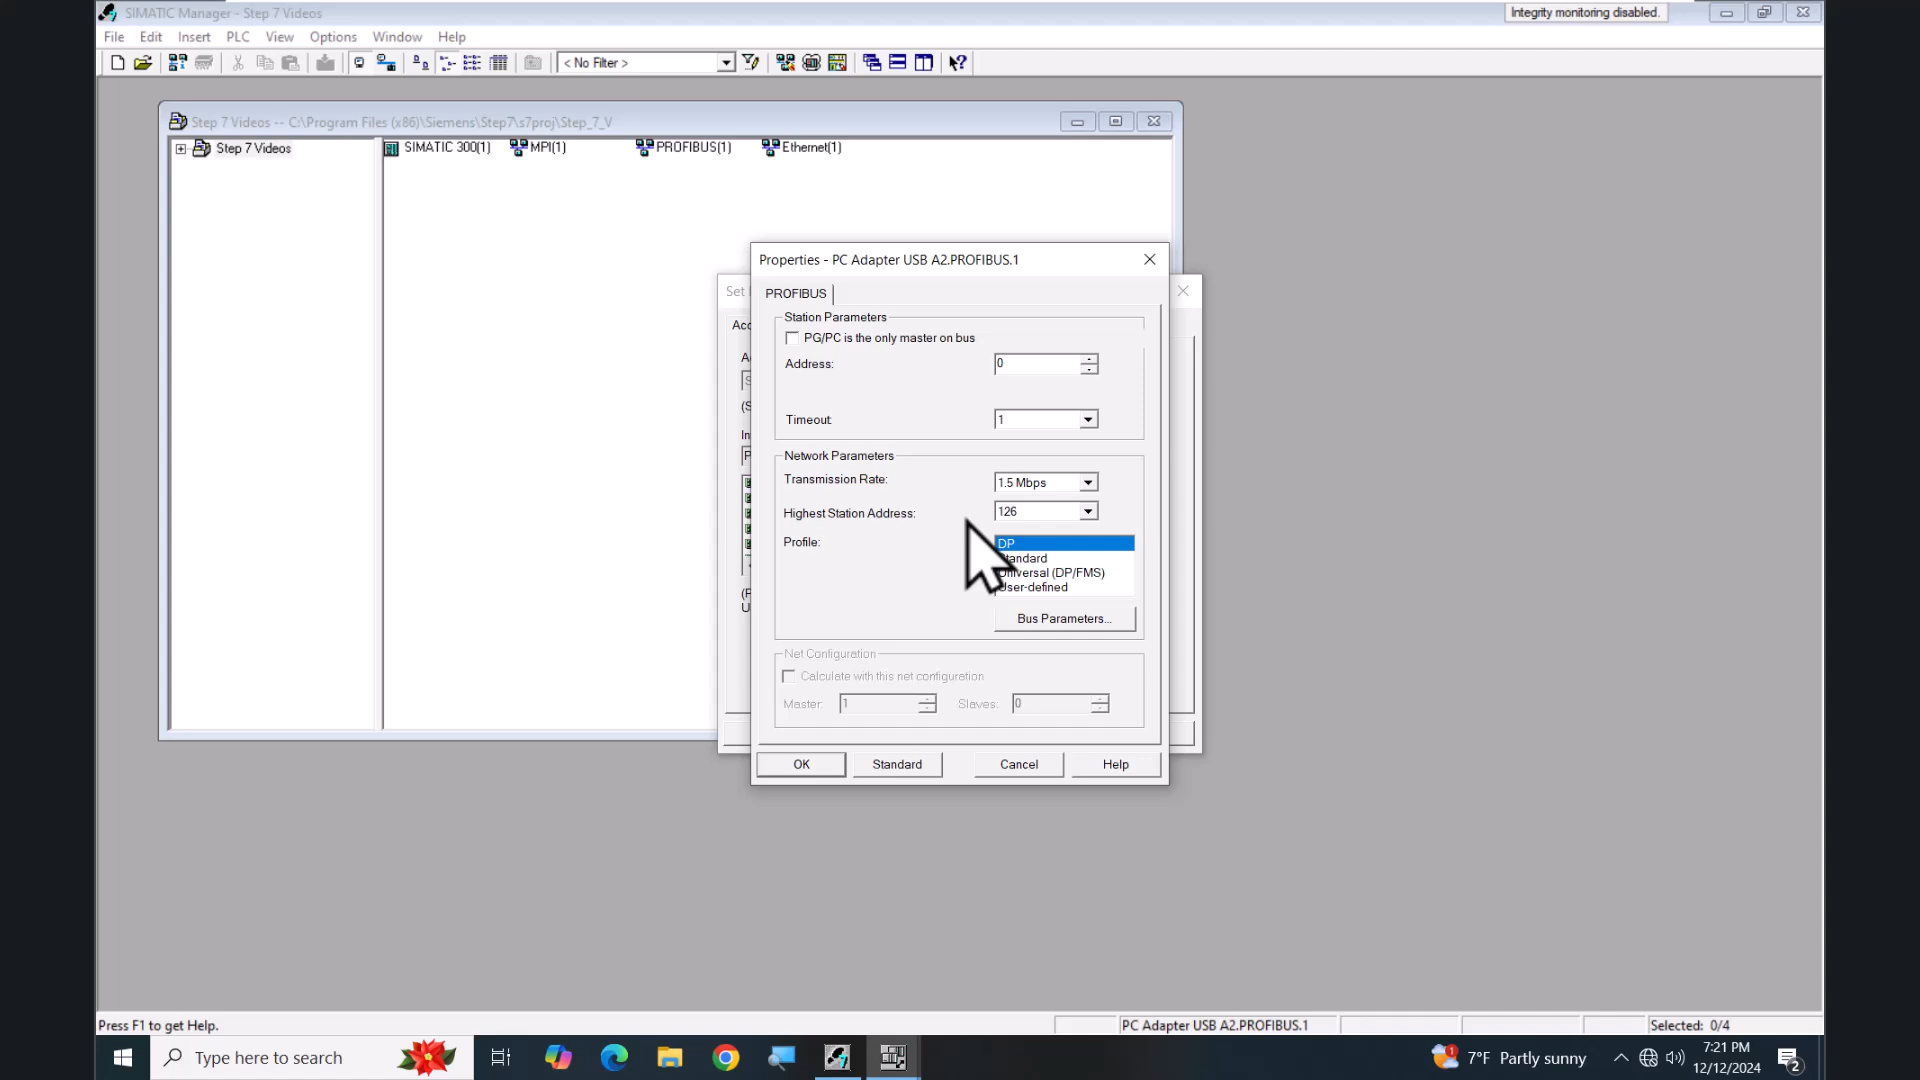 SIMATIC Manager - Step 7 Videos
Integrity monitoring disabled.
File Edit Insert PLC View Options Window Help
< No Filter >
Step 7 Videos -- C:\Program Files (x86)\Siemens\Step7\s7proj\Step_7_V
Step 7 Videos
SIMATIC 300(1) MPI(1) PROFIBUS(1) Ethernet(1)
Properties - PC Adapter USB A2.PROFIBUS.1
Set
PROFIBUS
Station Parameters
PG/PC is the only master on bus
Address: 0
Timeout: 1
Network Parameters
Transmission Rate: 1.5 Mbps
Highest Station Address: 126
Profile: DP
Standard
Universal (DP/FMS)
User-defined
Bus Parameters...
Net Configuration
Calculate with this net configuration
Master: 1 Slaves: 0
OK Standard Cancel Help
Press F1 to get Help.
PC Adapter USB A2.PROFIBUS.1
Selected: 0/4
Type here to search
1
7°F Partly sunny
7:21 PM
12/12/2024
2